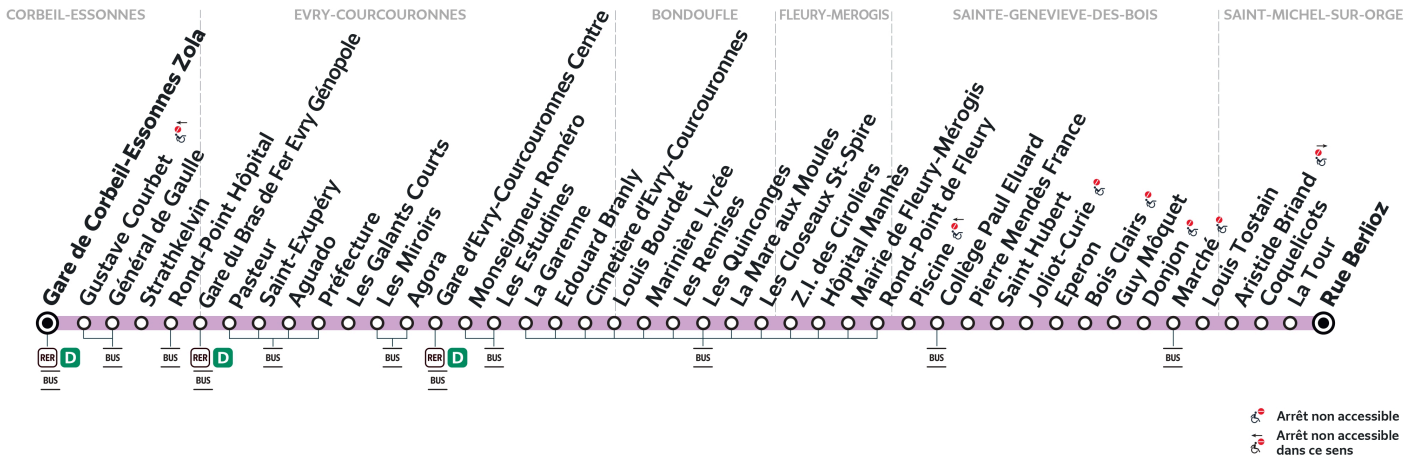 CORBEIL-ESSONNES
EVRY-COURCOURONNES
BONDOUFLE
FLEURY-MEROGIS
SAINTE-GENEVIEVE-DES-BOIS
SAINT-MICHEL-SUR-ORGE
Gare de Corbeil-Essonnes Zola
Gustave Courbet
Général de Gaulle
Strathkelvin
Rond-Point Hôpital
Gare du Bras de Fer Evry Génopole
Pasteur
Saint-Exupéry
Aguado
Préfecture
Les Galants Courts
Les Miroirs
Agora
Gare d'Evry-Courcouronnes Centre
Monseigneur Roméro
Les Estudines
La Garenne
Edouard Branly
Cimetière d'Evry-Courcouronnes
Louis Bourdet
Marinière Lycée
Les Remises
Les Quinconges
La Mare aux Moules
Les Closeaux St-Spire
Z.I. des Ciroliers
Hôpital Manhès
Mairie de Fleury-Mérogis
Rond-Point de Fleury
Piscine
Collège Paul Eluard
Pierre Mendès France
Saint Hubert
Joliot-Curie
Eperon
Bois Clairs
Guy Môquet
Donjon
Marché
Louis Tostain
Aristide Briand
Coquelicots
La Tour
Rue Berlioz
RER D
BUS
BUS
BUS
RER D
BUS
BUS
BUS
RER D
BUS
BUS
BUS
BUS
BUS
Arrêt non accessible
Arrêt non accessible
dans ce sens